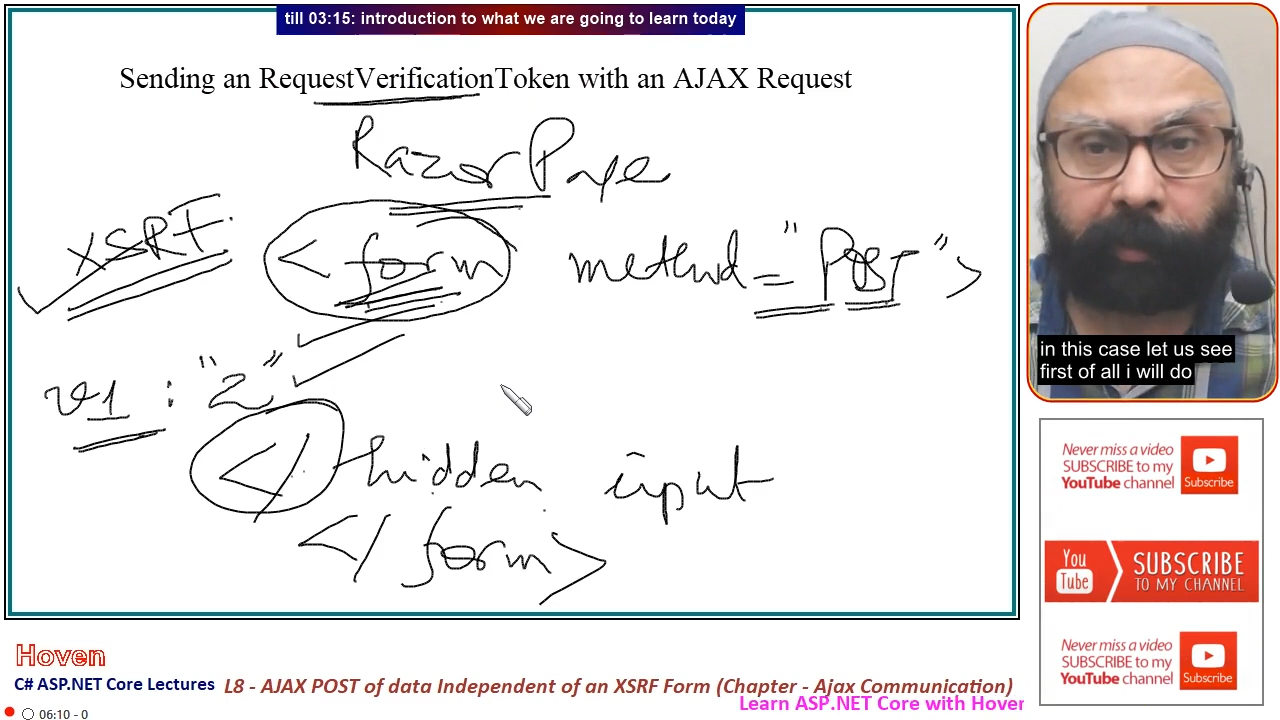 till 03:15: introduction to what we are going to learn today
Sending an RequestVerificationToken with an AJAX Request
Razor Page
XSRF
<form method="POST">
v1 : "2"
</ hidden input
</form>
in this case let us see
first of all i will do
Never miss a video
SUBSCRIBE to my
YouTube channel
Subscribe
You
Tube
SUBSCRIBE
TO MY CHANNEL
Never miss a video
SUBSCRIBE to my
YouTube channel
Subscribe
Hoven
C# ASP.NET Core Lectures
L8 - AJAX POST of data Independent of an XSRF Form (Chapter - Ajax Communication)
Learn ASP.NET Core with Hover
06:10 - 0